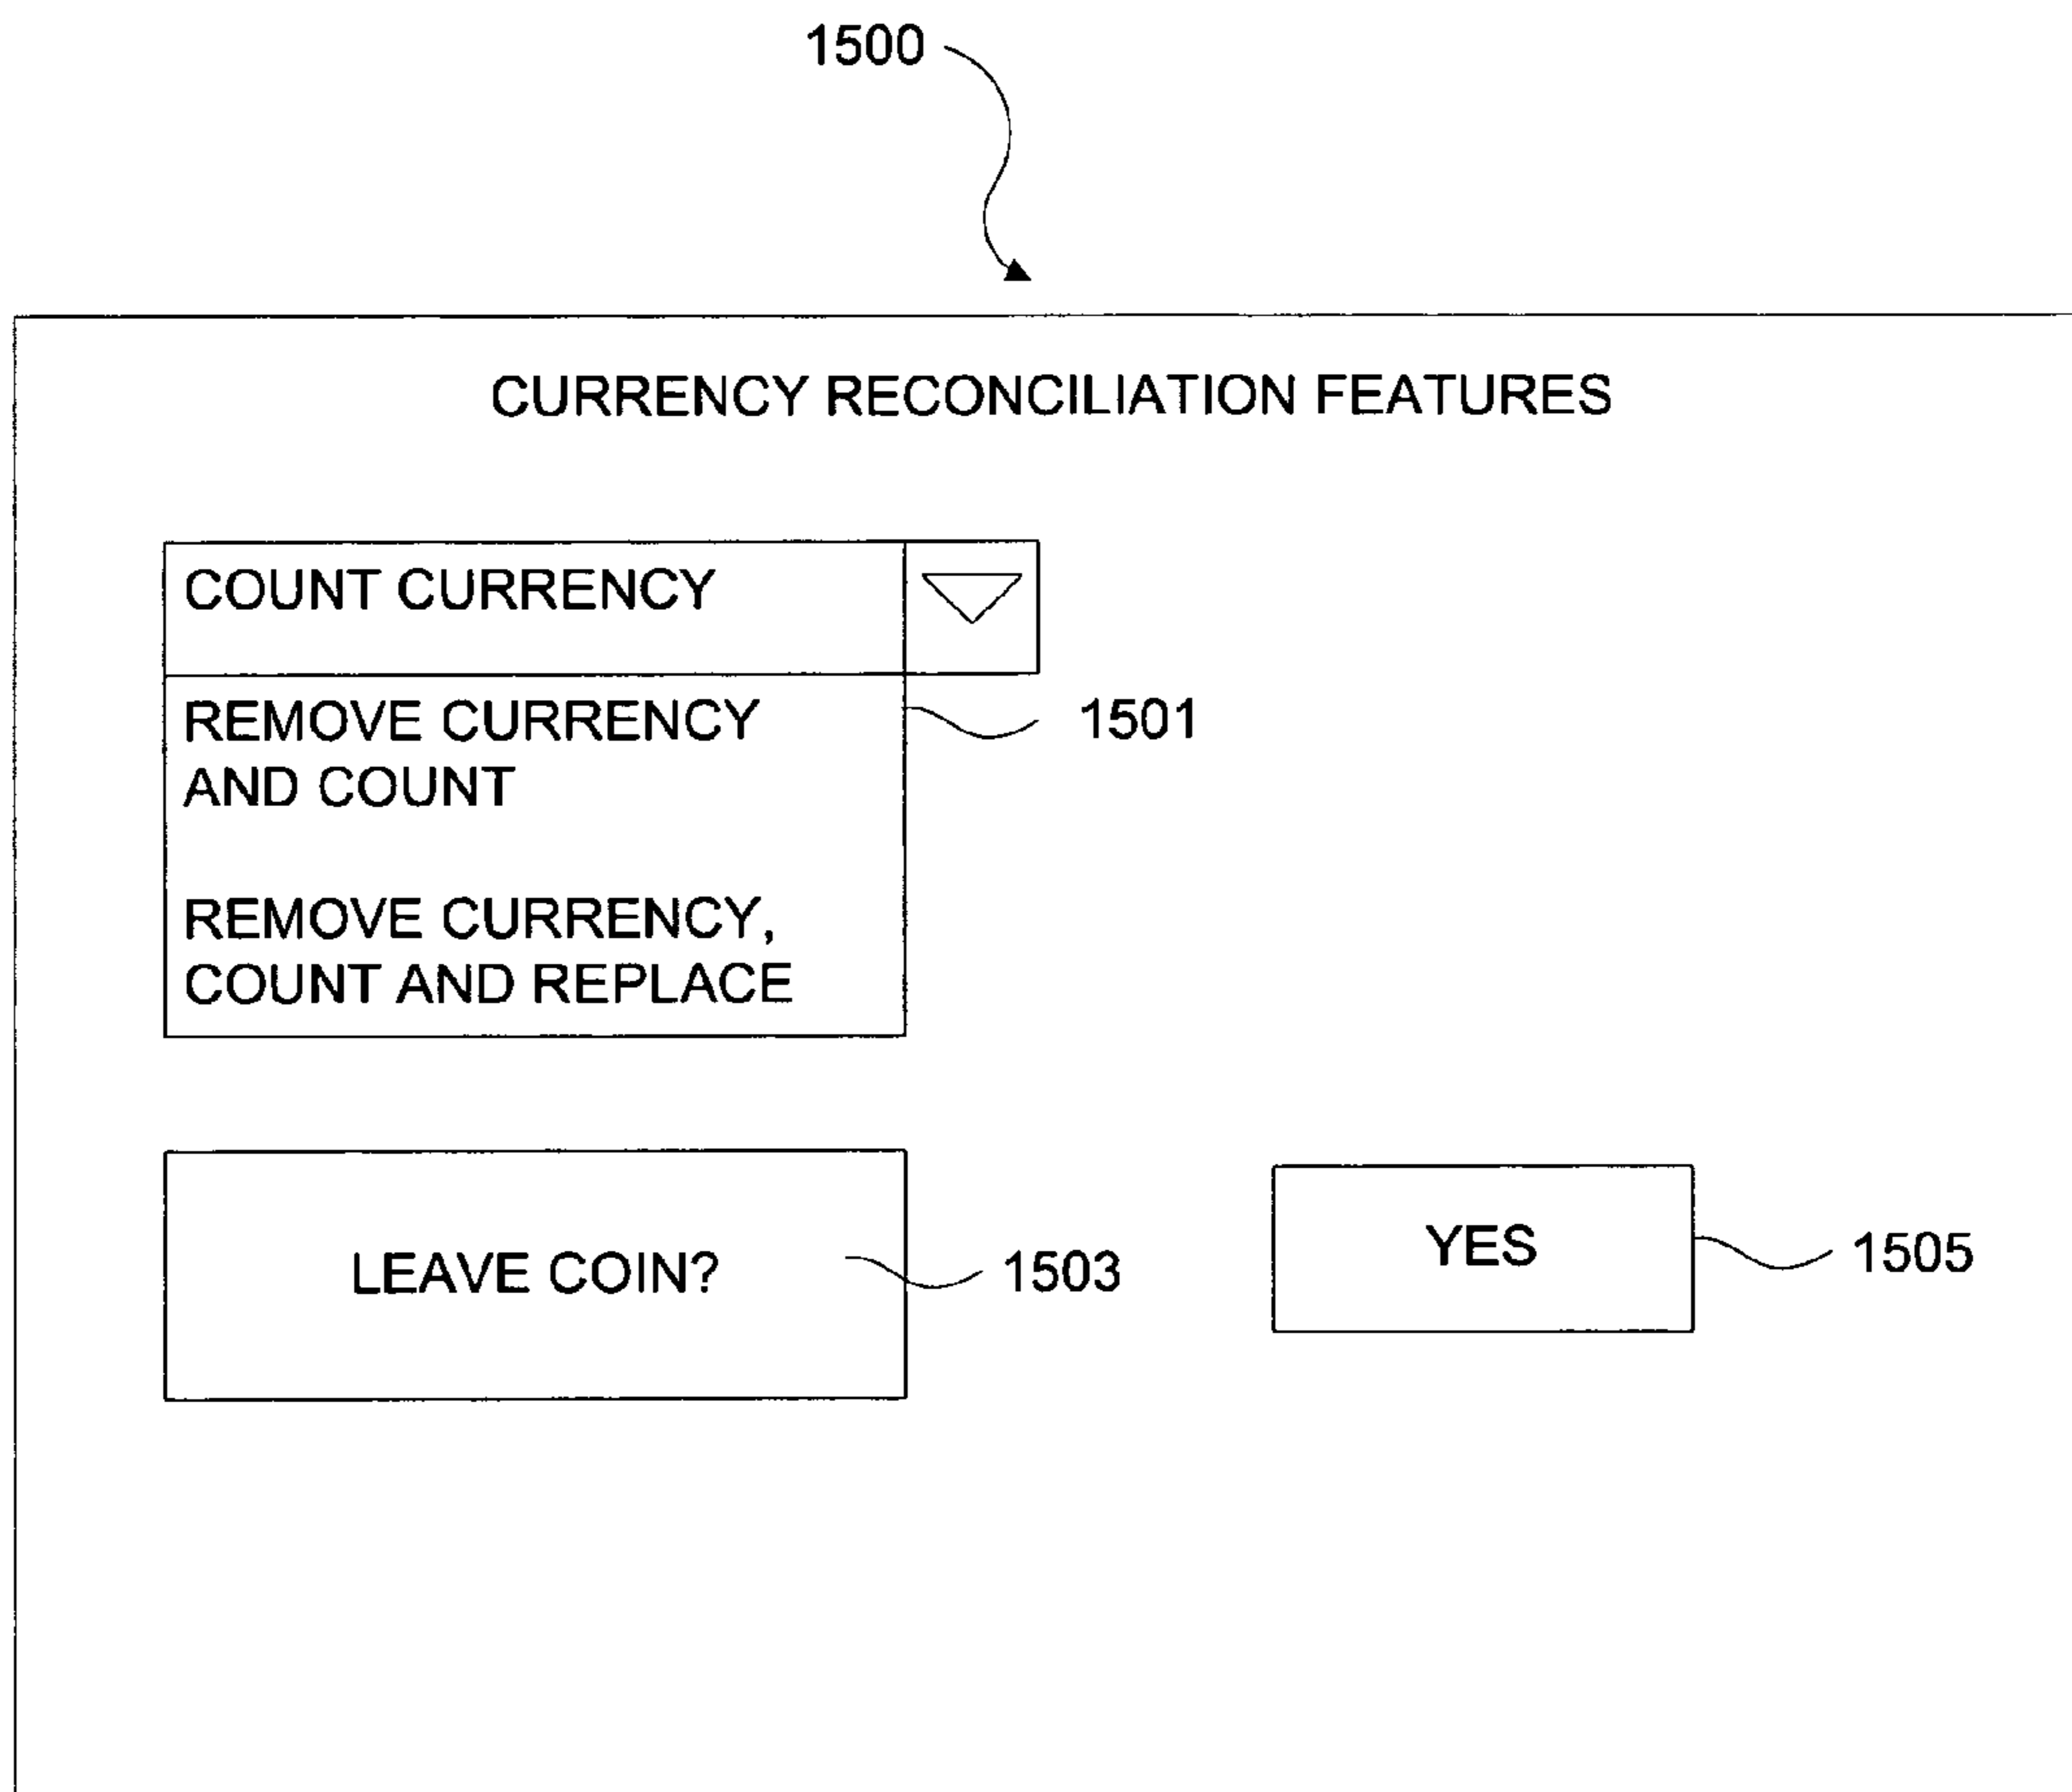 1500
CURRENCY RECONCILIATION FEATURES
COUNT CURRENCY
REMOVE CURRENCY
AND COUNT
1501
REMOVE CURRENCY,
COUNT AND REPLACE
LEAVE COIN?
1503
YES
1505